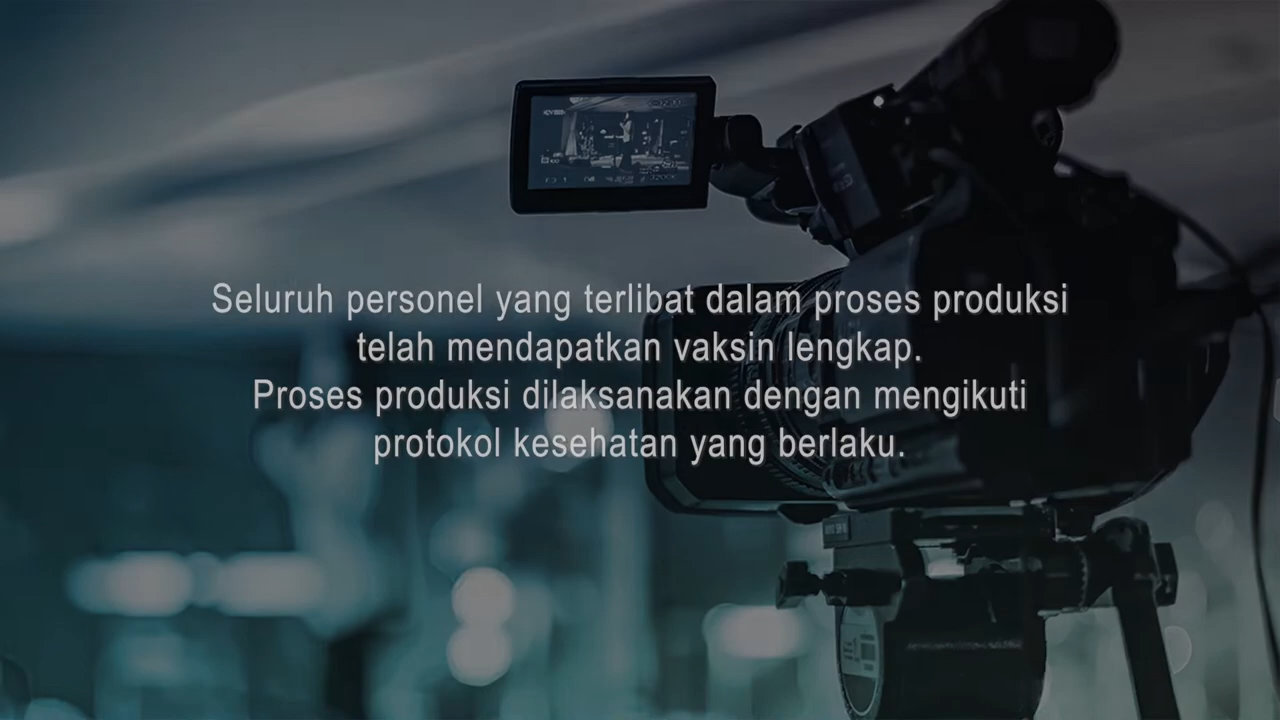 Seluruh personel yang terlibat dalam proses produksi
telah mendapatkan vaksin lengkap.
Proses produksi dilaksanakan dengan mengikuti
protokol kesehatan yang berlaku.